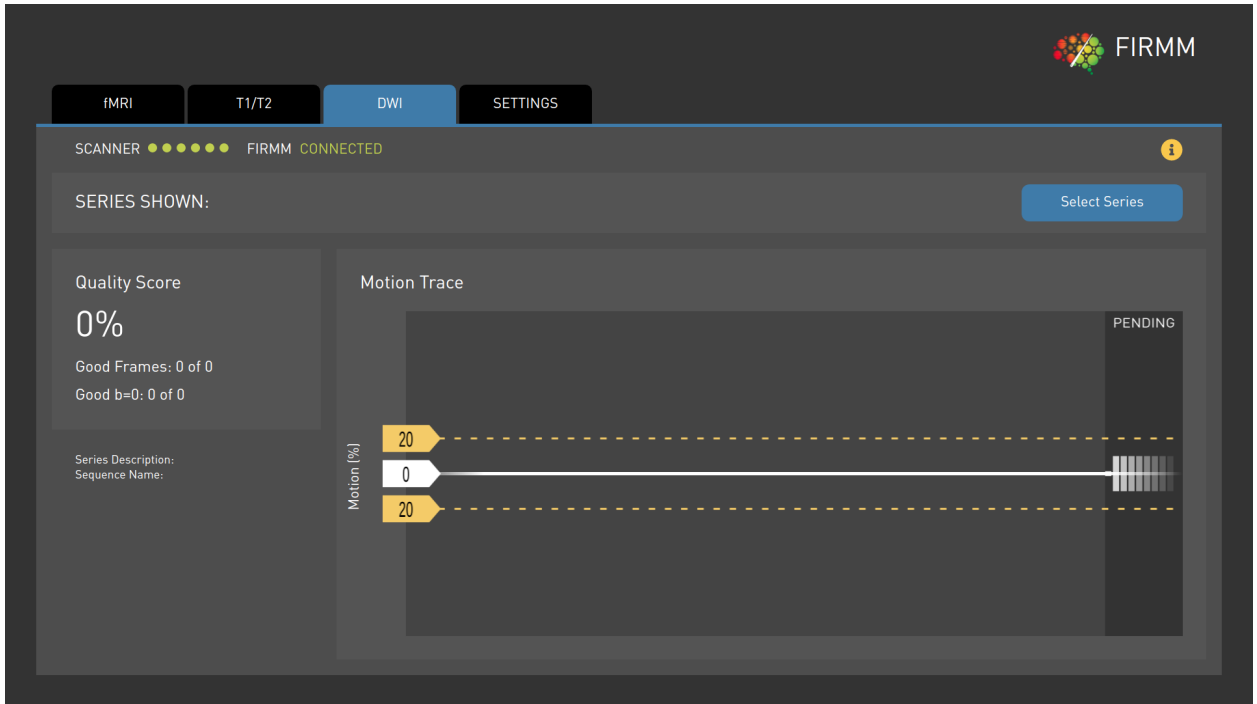 FIRMM
fMRI T1/T2 DWI SETTINGS
SCANNER FIRMM CONNECTED
i
SERIES SHOWN:
Select Series
Quality Score
0%
Good Frames: 0 of 0
Good b=0: 0 of 0
Series Description:
Sequence Name:
Motion Trace
PENDING
Motion (%)
20
0
20